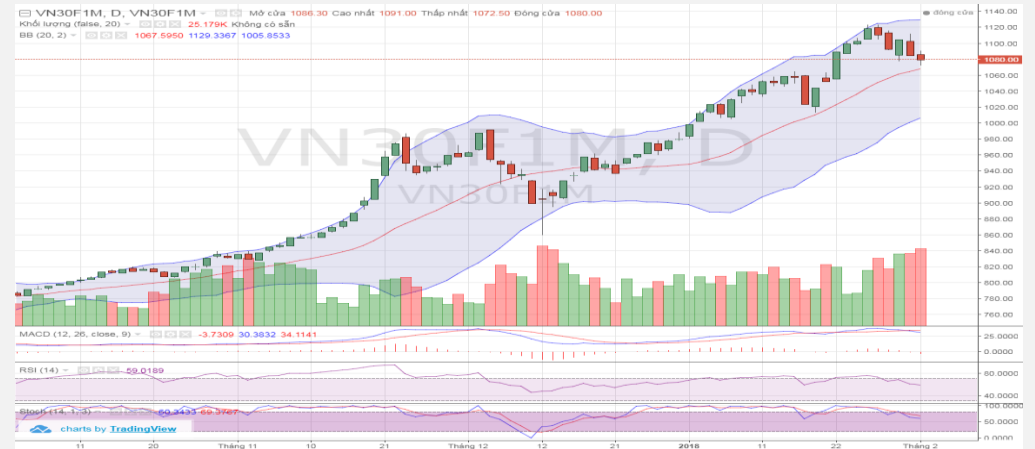 VN30F1M, D, VN30F1M Mở cửa 1086.30 Cao nhất 1091.00 Thấp nhất 1072.50 Đóng cửa 1080.00
đóng cửa
Khối lượng (false, 20) 25.179K Không có sẵn
BB (20, 2) 1067.5950 1129.3367 1005.8533
VN30F1M, D
VN30F1M
1140.00
1120.00
1100.00
1080.00
1060.00
1040.00
1020.00
1000.00
980.00
960.00
940.00
920.00
900.00
880.00
860.00
840.00
820.00
800.00
780.00
760.00
MACD (12, 26, close, 9) -3.7309 30.3832 34.1141
25.0000
0.0000
RSI (14) 59.0189
80.0000
40.0000
Stoch (14, 1, 3) 69.3767
100.0000
50.0000
0.0000
charts by TradingView
11 20 Tháng 11 10 21 Tháng 12 12 21 2018 11 22 Tháng 2